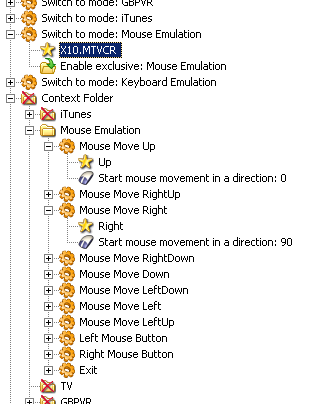 Switch to mode: GBPVR
Switch to mode: iTunes
Switch to mode: Mouse Emulation
X10.MTVCR
Enable exclusive: Mouse Emulation
Switch to mode: Keyboard Emulation
Context Folder
iTunes
Mouse Emulation
Mouse Move Up
Up
Start mouse movement in a direction: 0
Mouse Move RightUp
Mouse Move Right
Right
Start mouse movement in a direction: 90
Mouse Move RightDown
Mouse Move Down
Mouse Move LeftDown
Mouse Move Left
Mouse Move LeftUp
Left Mouse Button
Right Mouse Button
Exit
TV
GBPVR